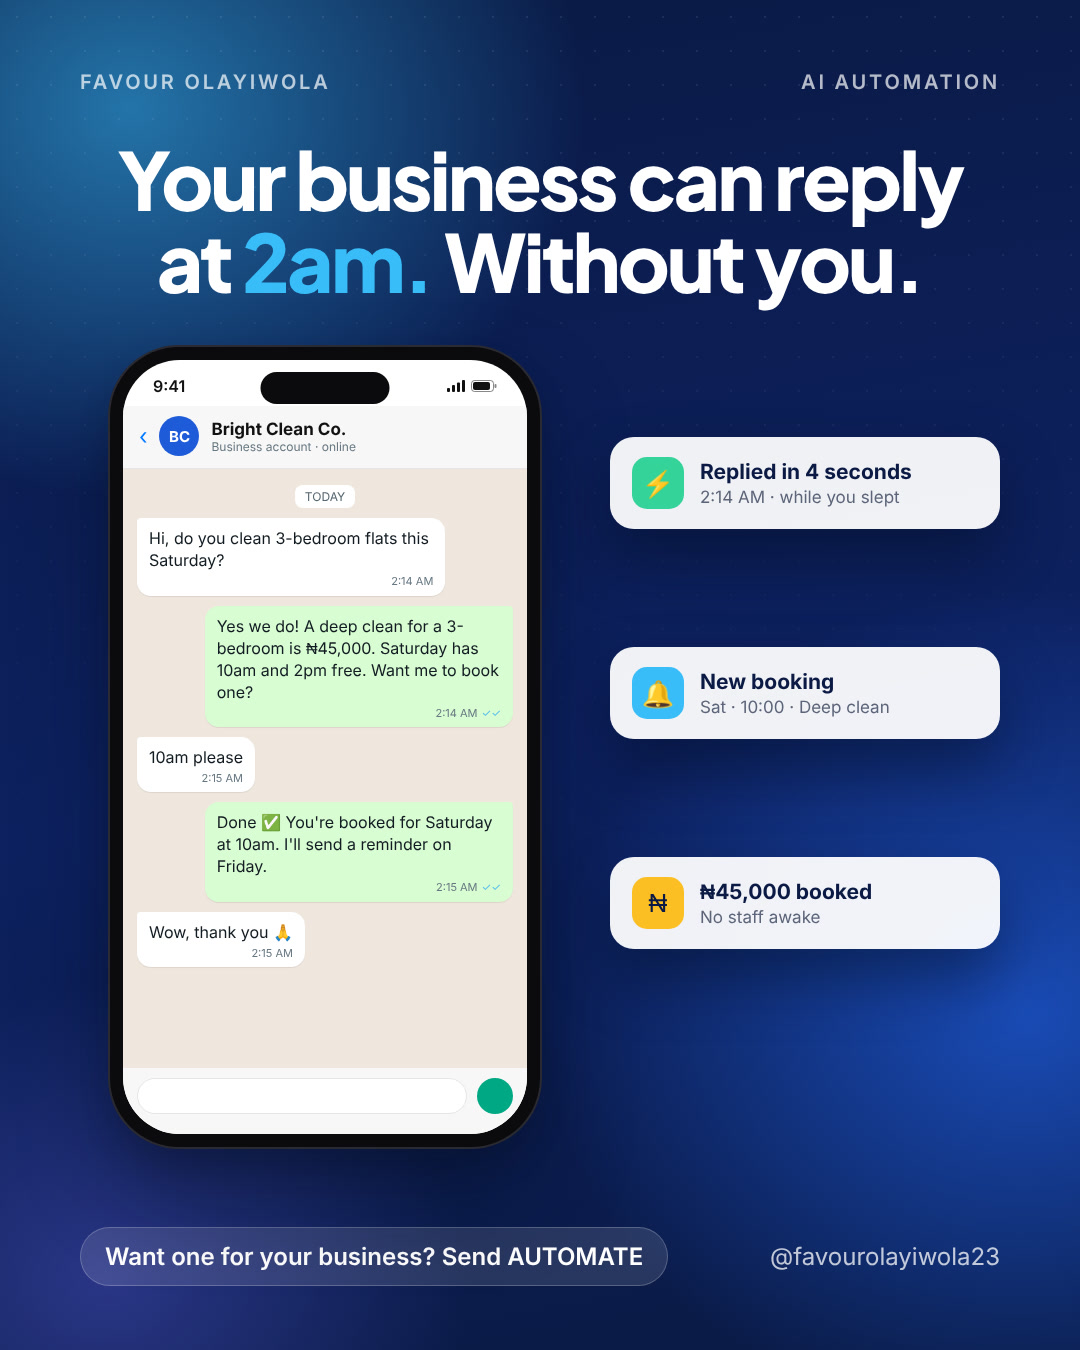 FAVOUR OLAYIWOLA
AI AUTOMATION
Your business can reply
at 2am. Without you.
9:41
BC
Bright Clean Co.
Business account · online
TODAY
Hi, do you clean 3-bedroom flats this
Saturday?
2:14 AM
Yes we do! A deep clean for a 3-
bedroom is ₦45,000. Saturday has
10am and 2pm free. Want me to book
one?
2:14 AM ✓✓
10am please
2:15 AM
Done ✅ You're booked for Saturday
at 10am. I'll send a reminder on
Friday.
2:15 AM ✓✓
Wow, thank you 🙏
2:15 AM
⚡
Replied in 4 seconds
2:14 AM · while you slept
🔔
New booking
Sat · 10:00 · Deep clean
₦
₦45,000 booked
No staff awake
Want one for your business? Send AUTOMATE
@favourolayiwola23